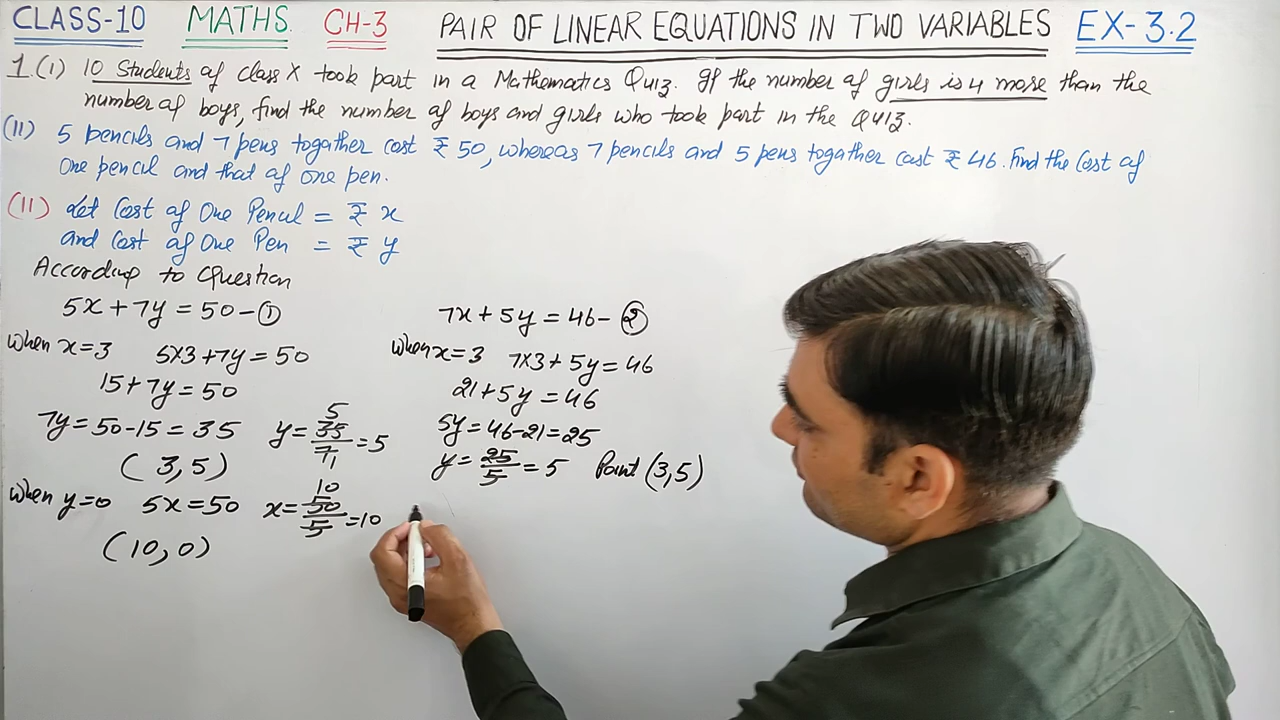 CLASS-10 MATHS. CH-3 PAIR OF LINEAR EQUATIONS IN TWO VARIABLES EX-3.2
1.(I) 10 Students of class X took part in a Mathematics Quiz. If the number of girls is 4 more than the
number of boys, find the number of boys and girls who took part in the Quiz.
(II) 5 pencils and 7 pens togather cost ₹ 50, whereas 7 pencils and 5 pens togather cost ₹ 46. Find the Cost of
One pencil and that of one pen.
(II) Let Cost of One Pencil = ₹ x
and Cost of One Pen = ₹ y
According to Question
5x + 7y = 50 - ①
when x=3 5x3+7y=50
15+7y=50
7y=50-15=35 y=35/7=5
5
1
(3,5)
when y=0 5x=50 x=50/5=10
10
(10,0)
7x+5y=46- ②
when x=3 7x3+5y=46
21+5y=46
5y=46-21=25
y=25/5=5 Point (3,5)